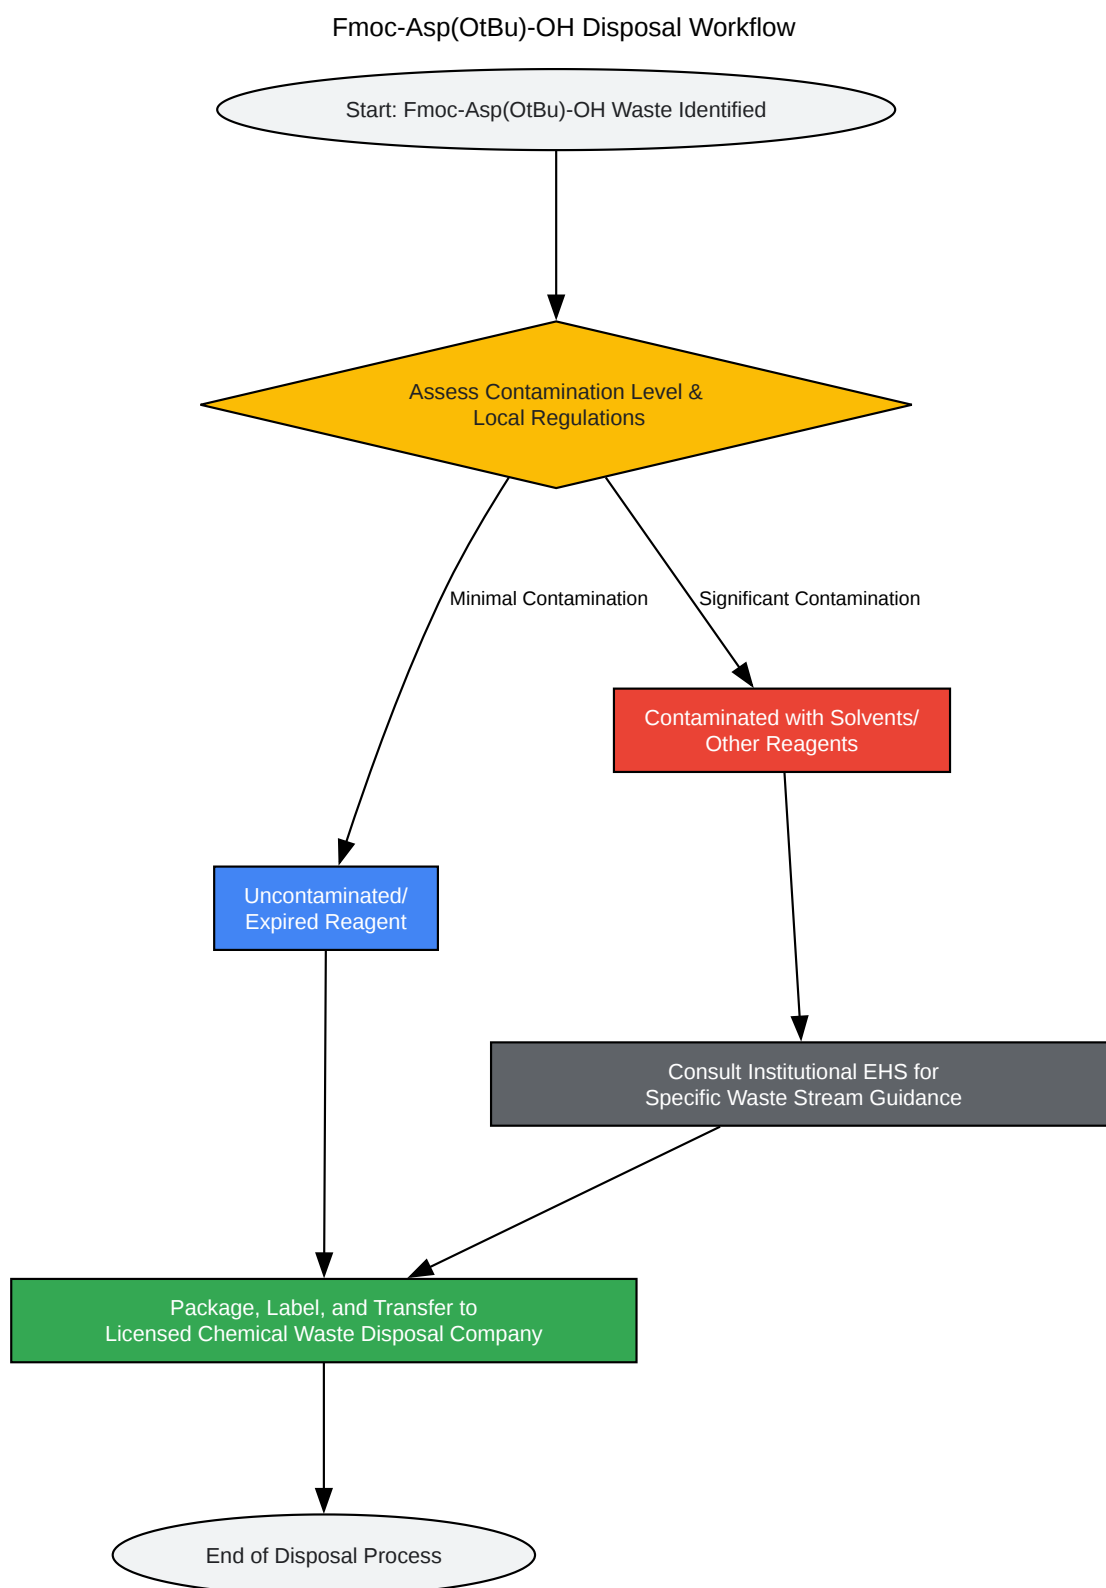 Fmoc-Asp(OtBu)-OH Disposal Workflow
Start: Fmoc-Asp(OtBu)-OH Waste Identified
Assess Contamination Level &
Local Regulations
Minimal Contamination
Significant Contamination
Contaminated with Solvents/
Other Reagents
Uncontaminated/
Expired Reagent
Consult Institutional EHS for
Specific Waste Stream Guidance
Package, Label, and Transfer to
Licensed Chemical Waste Disposal Company
End of Disposal Process